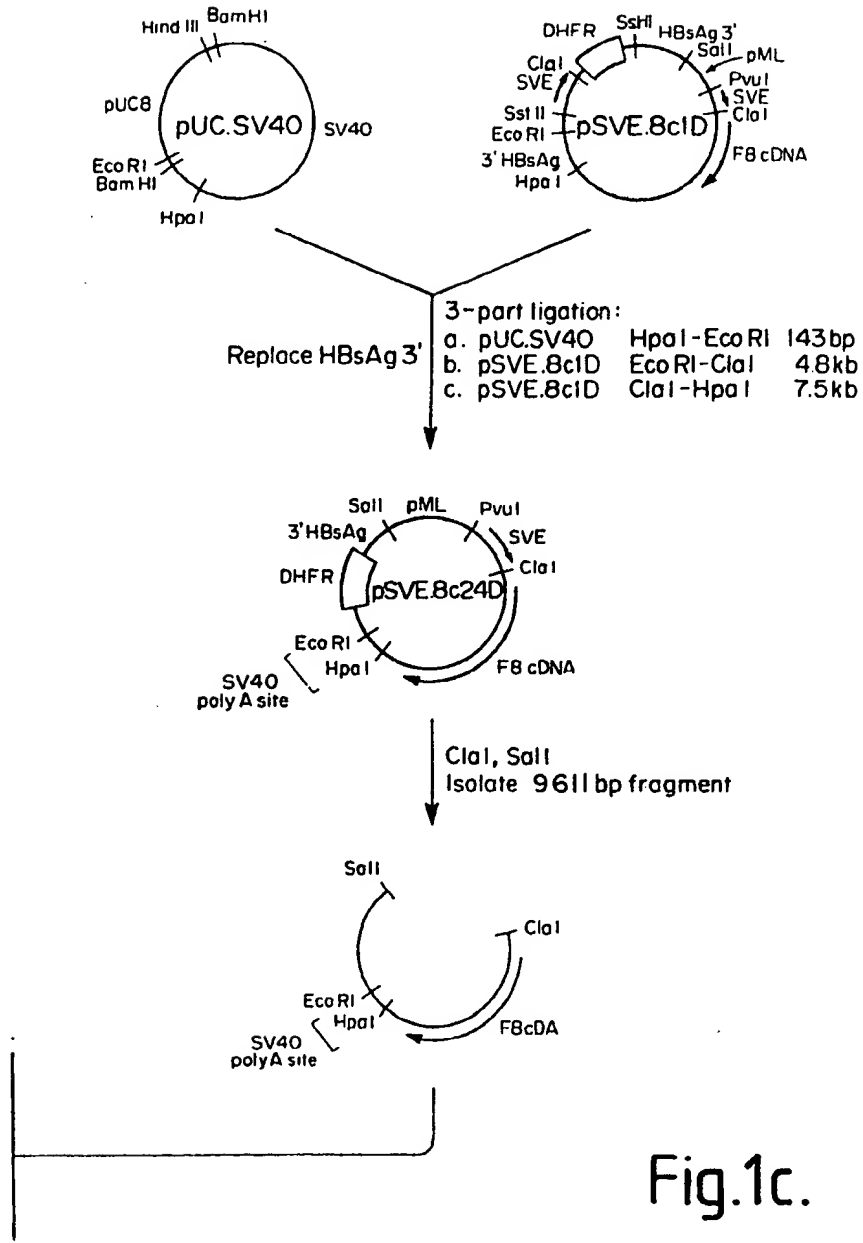 Hind III
BamHI
pUC8
pUC.SV40
SV40
EcoRI
BamHI
HpaI
DHFR
SstII
HBsAg 3'
SalI
pML
PvuI
SVE
ClaI
F8 cDNA
ClaI
SVE
SstII
EcoRI
pSVE.8c1D
3' HBsAg
HpaI
Replace HBsAg 3'
3-part ligation:
a. pUC.SV40 HpaI-EcoRI 143bp
b. pSVE.8c1D EcoRI-ClaI 4.8kb
c. pSVE.8c1D ClaI-HpaI 7.5kb
SalI
pML
PvuI
3' HBsAg
SVE
ClaI
DHFR
pSVE.8c24D
EcoRI
HpaI
F8 cDNA
SV40
poly A site
ClaI, SalI
Isolate 9611bp fragment
SalI
ClaI
EcoRI
HpaI
F8cDA
SV40
polyA site
Fig.1c.